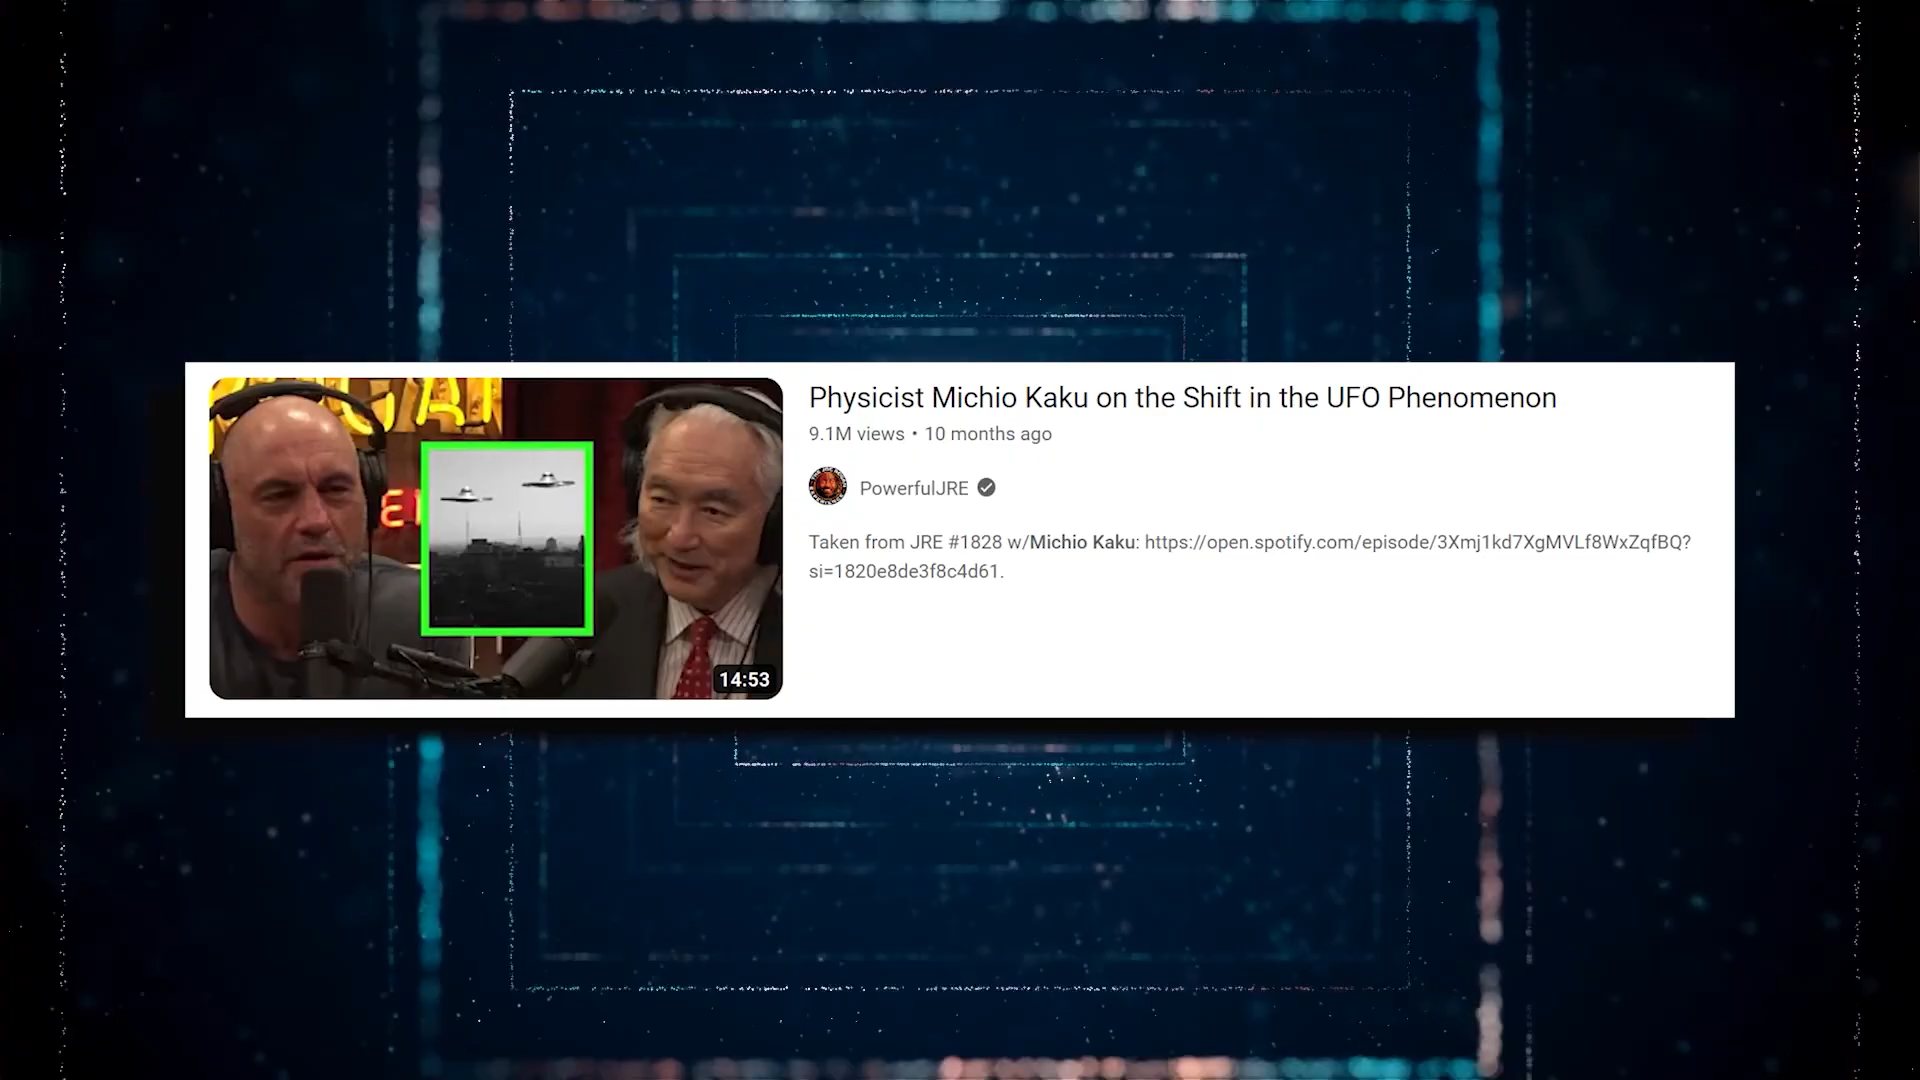 Physicist Michio Kaku on the Shift in the UFO Phenomenon
9.1M views • 10 months ago
PowerfulJRE
Taken from JRE #1828 w/Michio Kaku: https://open.spotify.com/episode/3Xmj1kd7XgMVLf8WxZqfBQ?
si=1820e8de3f8c4d61.
14:53